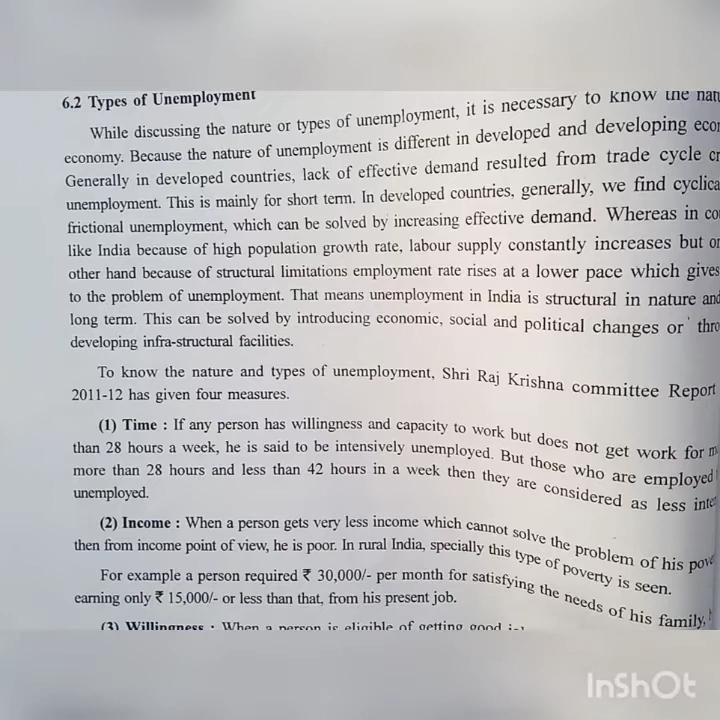 6.2 Types of Unemployment
While discussing the nature or types of unemployment, it is necessary to know the
economy. Because the nature of unemployment is different in developed and developing
Generally in developed countries, lack of effective demand resulted from trade cycle
unemployment. This is mainly for short term. In developed countries, generally, we find
frictional unemployment, which can be solved by increasing effective demand. Whereas in
like India because of high population growth rate, labour supply constantly increases but
other hand because of structural limitations employment rate rises at a lower pace which gives
to the problem of unemployment. That means unemployment in India is structural in nature and
long term. This can be solved by introducing economic, social and political changes or
developing infra-structural facilities.
To know the nature and types of unemployment, Shri Raj Krishna committee Report
2011-12 has given four measures.
(1) Time : If any person has willingness and capacity to work but does not get work for
than 28 hours a week, he is said to be intensively unemployed. But those who are employed
more than 28 hours and less than 42 hours in a week then they are considered as less
unemployed.
(2) Income : When a person gets very less income which cannot solve the problem of his
then from income point of view, he is poor. In rural India, specially this type of poverty is seen.
For example a person required ₹ 30,000/- per month for satisfying the needs of his family,
earning only ₹ 15,000/- or less than that, from his present job.
(3) Willingness : When a person is eligible of getting good
InShOt